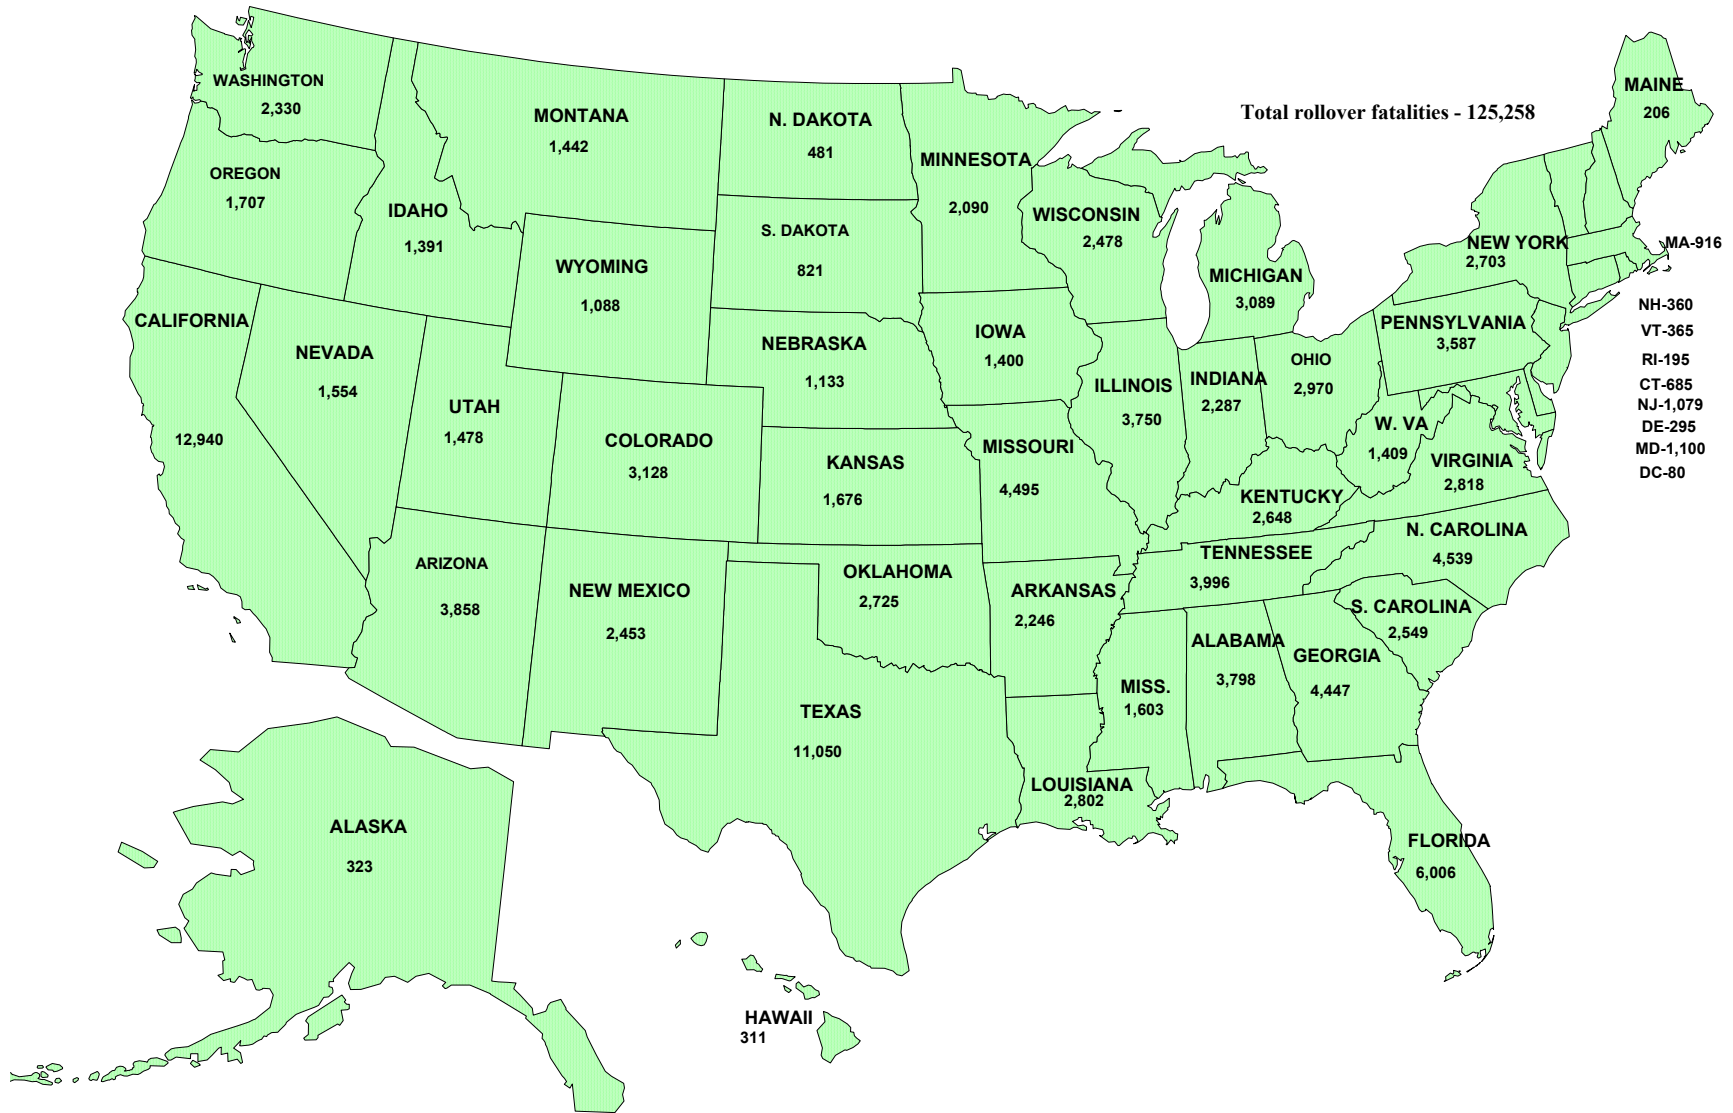 WASHINGTON
2,330
MONTANA
1,442
N. DAKOTA
481
MINNESOTA
2,090
Total rollover fatalities - 125,258
MAINE
206
OREGON
1,707
IDAHO
1,391
WYOMING
1,088
S. DAKOTA
821
WISCONSIN
2,478
MICHIGAN
3,089
NEW YORK
2,703
MA-916
NH-360
VT-365
RI-195
CT-685
NJ-1,079
DE-295
MD-1,100
DC-80
CALIFORNIA
12,940
NEVADA
1,554
UTAH
1,478
COLORADO
3,128
NEBRASKA
1,133
KANSAS
1,676
IOWA
1,400
MISSOURI
4,495
ILLINOIS
3,750
INDIANA
2,287
OHIO
2,970
PENNSYLVANIA
3,587
W. VA
1,409
VIRGINIA
2,818
KENTUCKY
2,648
N. CAROLINA
4,539
TENNESSEE
3,996
S. CAROLINA
2,549
ARIZONA
3,858
NEW MEXICO
2,453
OKLAHOMA
2,725
ARKANSAS
2,246
ALABAMA
3,798
GEORGIA
4,447
MISS.
1,603
TEXAS
11,050
LOUISIANA
2,802
FLORIDA
6,006
ALASKA
323
HAWAII
311